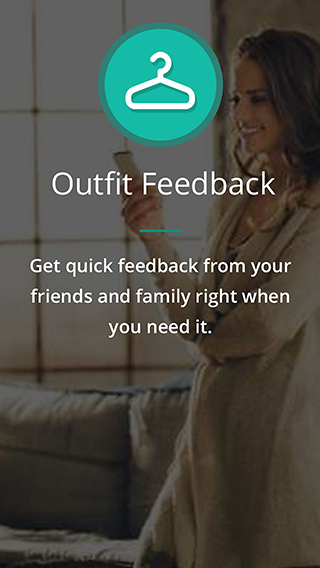 Outfit Feedback
Get quick feedback from your
friends and family right when
you need it.